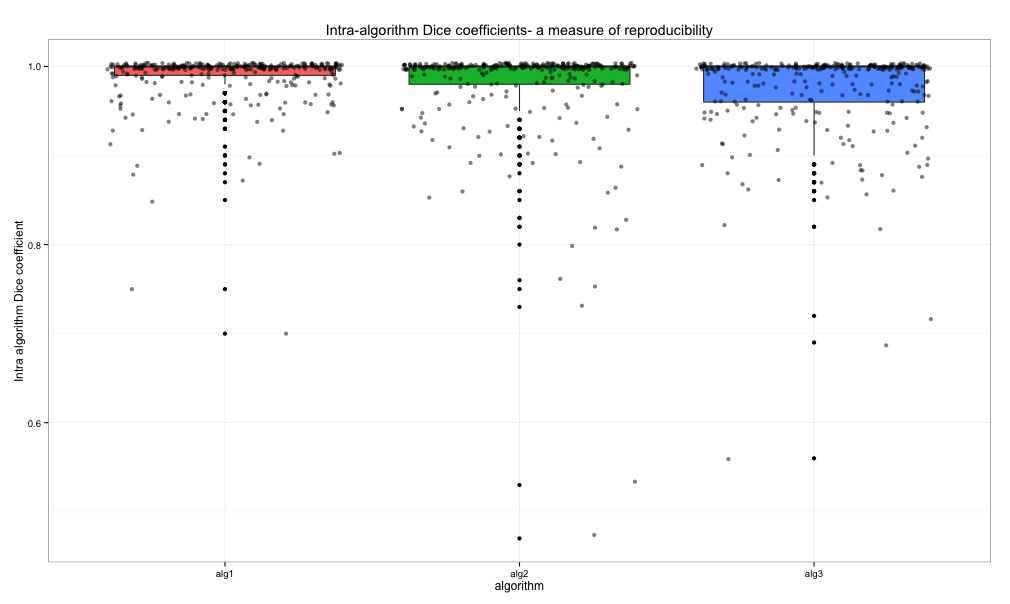 Intra-algorithm Dice coefficients- a measure of reproducibility
Intra algorithm Dice coefficient
1.0
0.8
0.6
alg1
alg2
alg3
algorithm